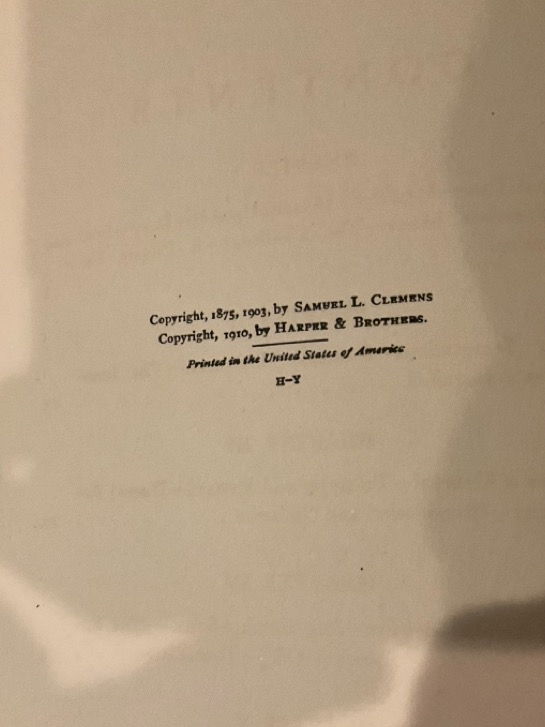 Copyright, 1875, 1903, by SAMUEL L. CLEMENS
Copyright, 1910, by HARPER & BROTHERS.
Printed in the United States of America
H-Y